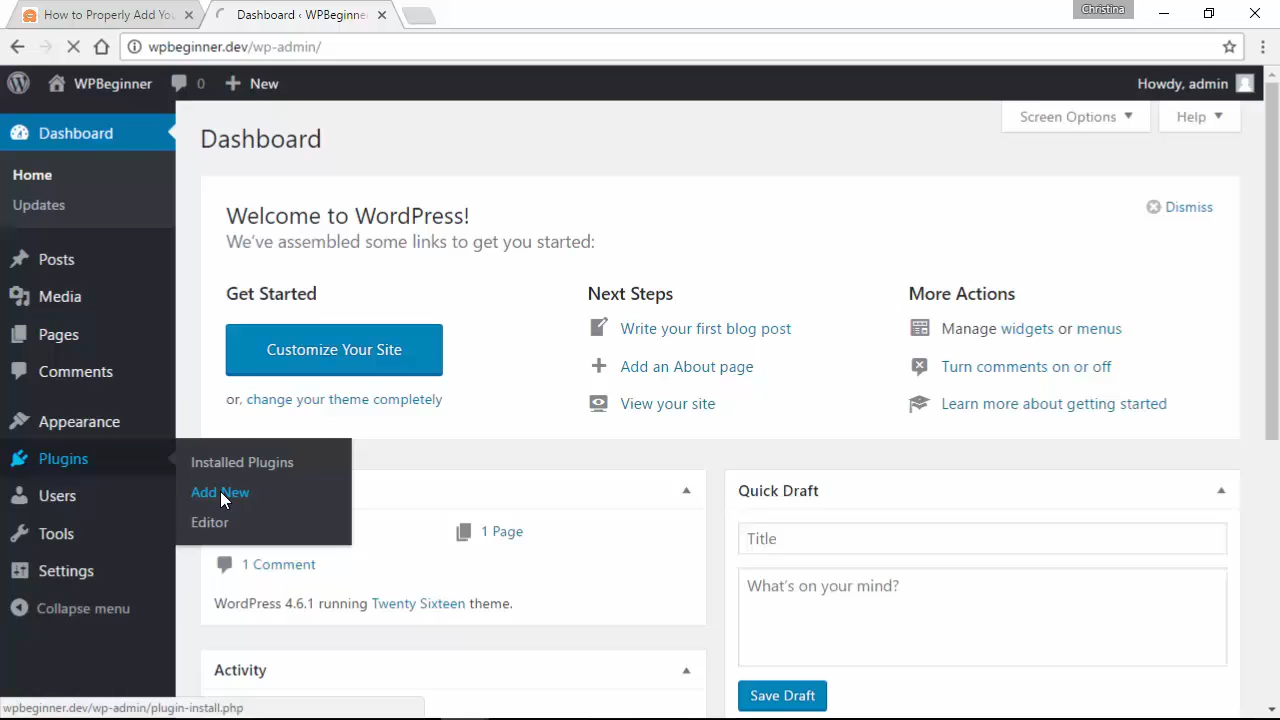 How to Properly Add You
Dashboard ‹ WPBeginner
Christina
wpbeginner.dev/wp-admin/
WPBeginner
0
New
Howdy, admin
Dashboard
Home
Updates
Posts
Media
Pages
Comments
Appearance
Plugins
Users
Tools
Settings
Collapse menu
Installed Plugins
Add New
Editor
Dashboard
Screen Options
Help
Welcome to WordPress!
We've assembled some links to get you started:
Dismiss
Get Started
Customize Your Site
or, change your theme completely
Next Steps
Write your first blog post
Add an About page
View your site
More Actions
Manage widgets or menus
Turn comments on or off
Learn more about getting started
1 Page
1 Comment
WordPress 4.6.1 running Twenty Sixteen theme.
Activity
Quick Draft
Title
What's on your mind?
Save Draft
wpbeginner.dev/wp-admin/plugin-install.php